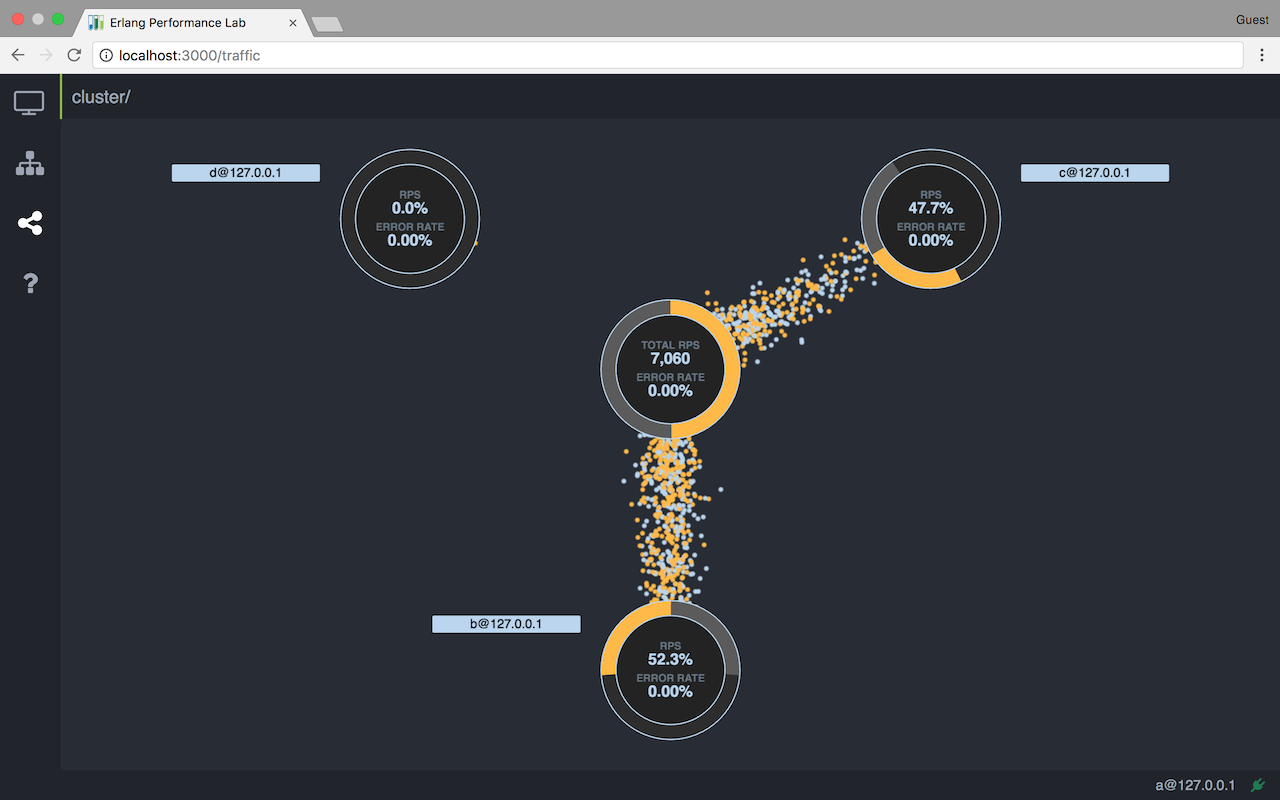 Erlang Performance Lab
Guest
localhost:3000/traffic
cluster/
d@127.0.0.1
RPS
0.0%
ERROR RATE
0.00%
RPS
47.7%
ERROR RATE
0.00%
c@127.0.0.1
TOTAL RPS
7,060
ERROR RATE
0.00%
b@127.0.0.1
RPS
52.3%
ERROR RATE
0.00%
a@127.0.0.1